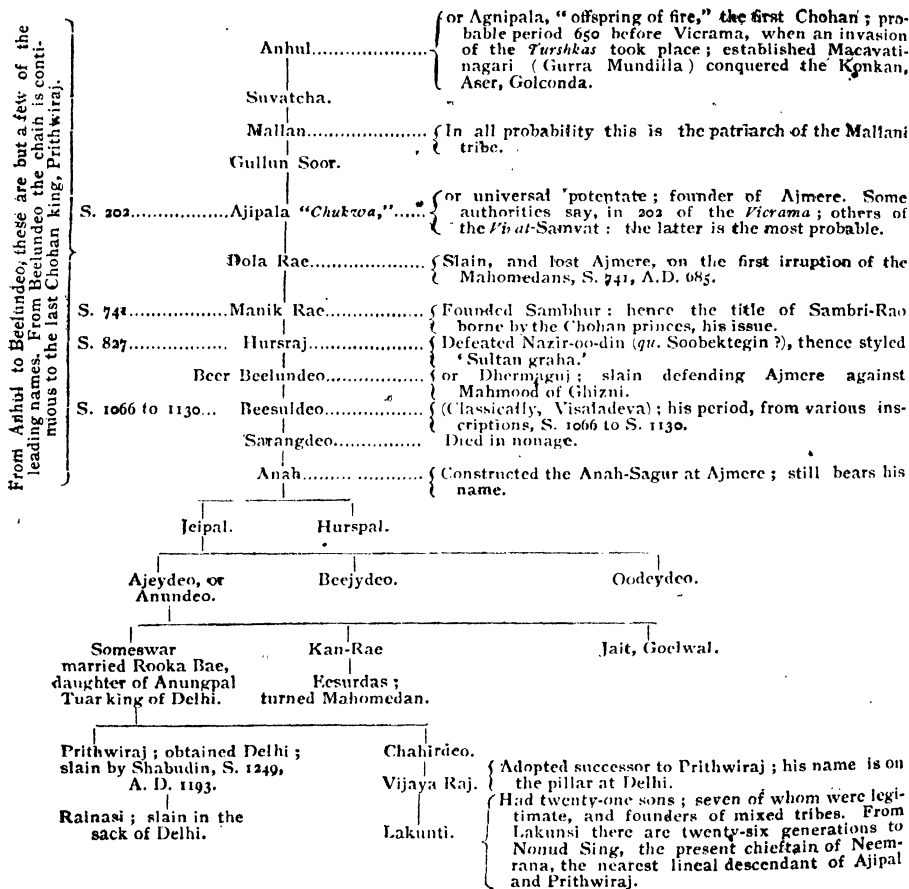 From Anhul to Beelundeo, these are but a few of the
leading names. From Beelundeo the chain is conti-
nuous to the last Chohan king, Prithwiraj.
Anhul.................. or Agnipala, "offspring of fire," the first Chohan ; pro-
bable period 650 before Vicrama, when an invasion
of the Turshkas took place ; established Macavati-
nagari (Gurra Mundilla) conquered the Konkan,
Aser, Golconda.
Suvatcha.
Mallan.................. In all probability this is the patriarch of the Mallani
tribe.
Gullun Soor.
S. 202............... Ajipala "Chukwa,"...... or universal potentate ; founder of Ajmere. Some
authorities say, in 202 of the Vicrama ; others of
the Virat-Samvat : the latter is the most probable.
Dola Rae.................. Slain, and lost Ajmere, on the first irruption of the
Mahomedans, S. 741, A.D. 685.
S. 741............... Manik Rae.................. Founded Sambhur : hence the title of Sambri-Rao
borne by the Chohan princes, his issue.
S. 827............... Hursraj.................. Defeated Nazir-oo-din (qu. Soobektegin ?), thence styled
'Sultan graha.'
Beer Beelundeo.................. or Dhermaguj ; slain defending Ajmere against
Mahmood of Ghizni.
S. 1066 to 1130... Beesuldeo.................. (Classically, Visaladeva) ; his period, from various ins-
criptions, S. 1066 to S. 1130.
Sarangdeo............... Died in nonage.
Anah......... ............ Constructed the Anah-Sagur at Ajmere ; still bears his
name.
Jeipal. Hurspal.
Ajeydeo, or Beejydeo. Oodeydeo.
Anundeo.
Someswar Kan-Rae Jait, Goelwal.
married Rooka Bae,
daughter of Anungpal Eesurdas ;
Tuar king of Delhi. turned Mahomedan.
Prithwiraj ; obtained Delhi ; Chahirdeo.
slain by Shabudin, S. 1249,
A. D. 1193.
Vijaya Raj. Adopted successor to Prithwiraj ; his name is on
the pillar at Delhi.
Rainasi ; slain in the
sack of Delhi.
Lakunti. Had twenty-one sons ; seven of whom were legi-
timate, and founders of mixed tribes. From
Lakunsi there are twenty-six generations to
Nonud Sing, the present chieftain of Neem-
rana, the nearest lineal descendant of Ajipal
and Prithwiraj.